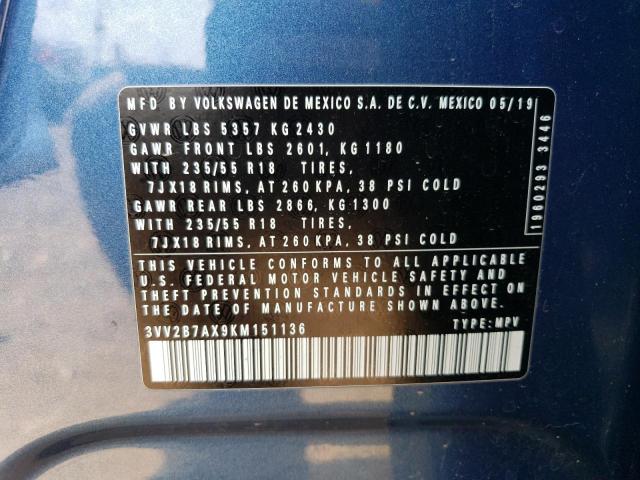 MFD BY VOLKSWAGEN DE MEXICO S.A. DE C.V. MEXICO 05/19
GVWR LBS 5357 KG 2430
GAWR FRONT LBS 2601, KG 1180
WITH 235/55 R18 TIRES,
7JX18 RIMS, AT 260 KPA, 38 PSI COLD
GAWR REAR LBS 2866, KG 1300
WITH 235/55 R18 TIRES,
7JX18 RIMS, AT 260 KPA, 38 PSI COLD
THIS VEHICLE CONFORMS TO ALL APPLICABLE
U.S. FEDERAL MOTOR VEHICLE SAFETY AND
THEFT PREVENTION STANDARDS IN EFFECT ON
THE DATE OF MANUFACTURE SHOWN ABOVE.
3VV2B7AX9KM151136 TYPE: MPV
1960293 3446